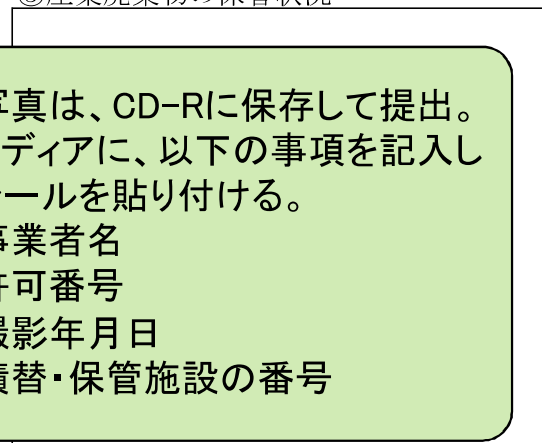 産業廃棄物の保管状況
写真は、CD-Rに保存して提出。
ディアに、以下の事項を記入し
ールを貼り付ける。
事業者名
許可番号
撮影年月日
積替・保管施設の番号